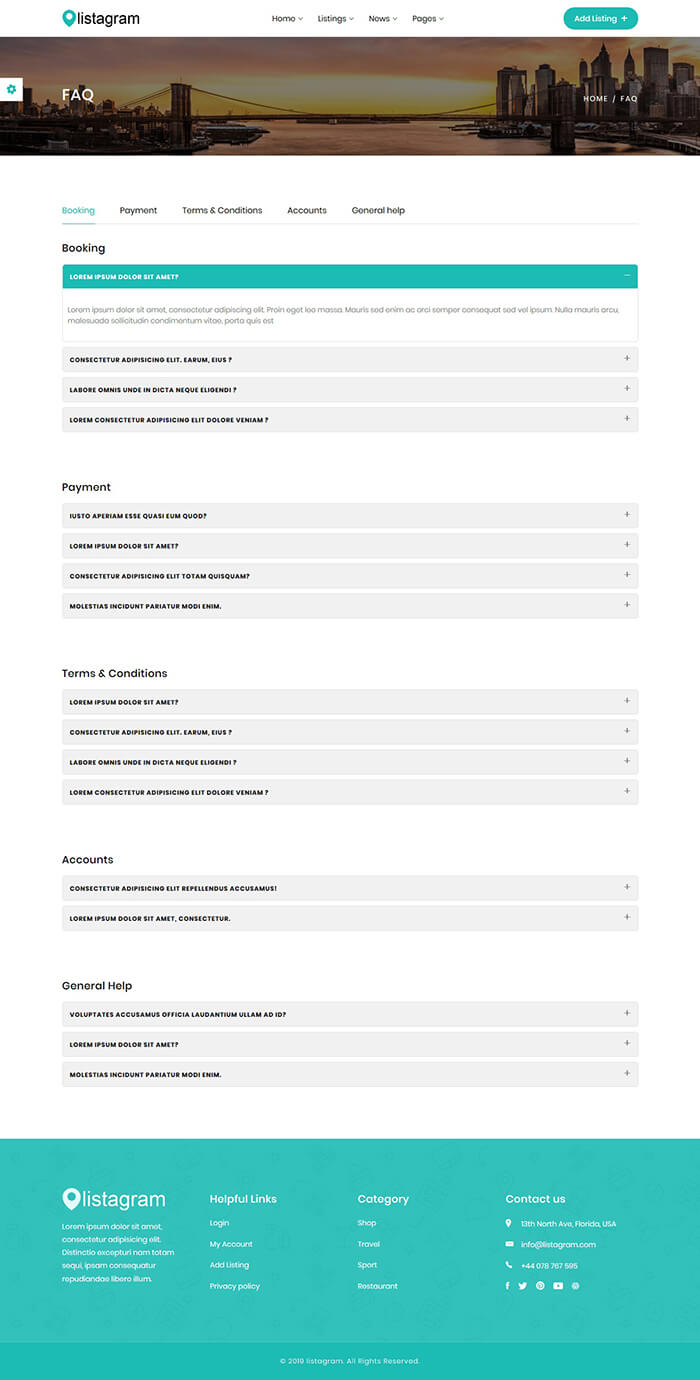 listagram
Home Listings News Pages Add Listing +
FAQ
HOME / FAQ
Booking Payment Terms & Conditions Accounts General help
Booking
LOREM IPSUM DOLOR SIT AMET?
Lorem ipsum dolor sit amet, consectetur adipiscing elit. Proin eget leo massa. Mauris sed enim ac arci semper consequat sed vel ipsum. Nulla mauris arcu,
malesuada sollicitudin condimentum vitae, porta quis est
CONSECTETUR ADIPISICING ELIT. EARUM, EIUS ?
LABORE OMNIS UNDE IN DICTA NEQUE ELIGENDI ?
LOREM CONSECTETUR ADIPISICING ELIT DOLORE VENIAM ?
Payment
IUSTO APERIAM ESSE QUASI EUM QUOD?
LOREM IPSUM DOLOR SIT AMET?
CONSECTETUR ADIPISICING ELIT TOTAM QUISQUAM?
MOLESTIAS INCIDUNT PARIATUR MODI ENIM.
Terms & Conditions
LOREM IPSUM DOLOR SIT AMET?
CONSECTETUR ADIPISICING ELIT. EARUM, EIUS ?
LABORE OMNIS UNDE IN DICTA NEQUE ELIGENDI ?
LOREM CONSECTETUR ADIPISICING ELIT DOLORE VENIAM ?
Accounts
CONSECTETUR ADIPISICING ELIT REPELLENDUS ACCUSAMUS!
LOREM IPSUM DOLOR SIT AMET, CONSECTETUR.
General Help
VOLUPTATES ACCUSAMUS OFFICIA LAUDANTIUM ULLAM AD ID?
LOREM IPSUM DOLOR SIT AMET?
MOLESTIAS INCIDUNT PARIATUR MODI ENIM.
listagram
Lorem ipsum dolor sit amet,
consectetur adipisicing elit.
Distinctio excepturi nam totam
sequi, ipsam consequatur
repudiandae libero illum.
Helpful Links
Login
My Account
Add Listing
Privacy policy
Category
Shop
Travel
Sport
Restaurant
Contact us
13th North Ave, Florida, USA
info@listagram.com
+44 078 767 595
© 2019 listagram. All Rights Reserved.